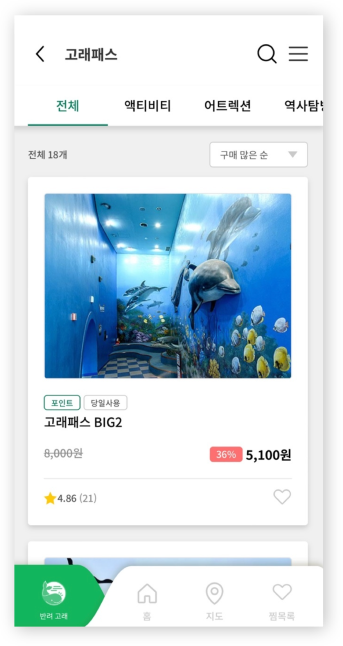 고래패스
전체 액티비티 어트렉션 역사탐방
전체 18개
구매 많은 순
포인트 당일사용
고래패스 BIG2
8,000원 36% 5,100원
4.86 (21)
반려 고래 홈 지도 찜목록